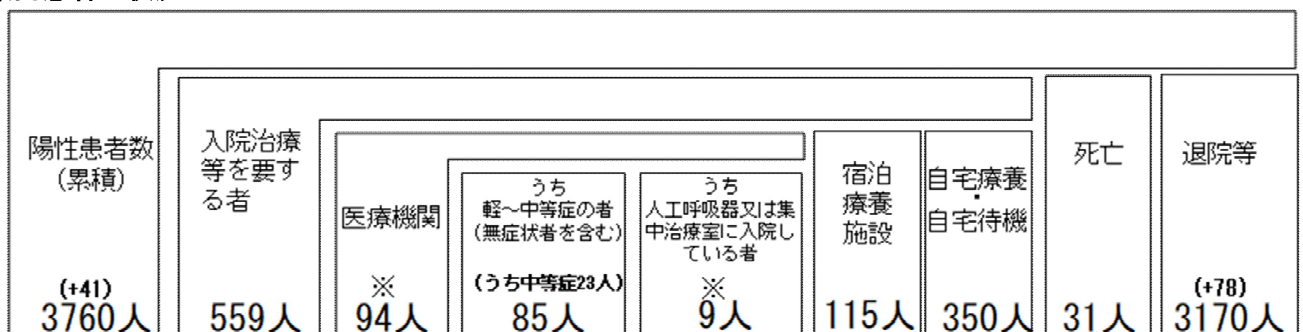 陽性患者数
(累積)
(+41)
3760人
入院治療
等を要す
る者
559人
医療機関
※
94人
うち
軽～中等症の者
(無症状者を含む)
(うち中等症23人)
85人
うち
人工呼吸器又は集
中治療室に入院し
ている者
※
9人
宿泊
療養
施設
115人
自宅療養
・
自宅待機
350人
死亡
31人
退院等
(+78)
3170人